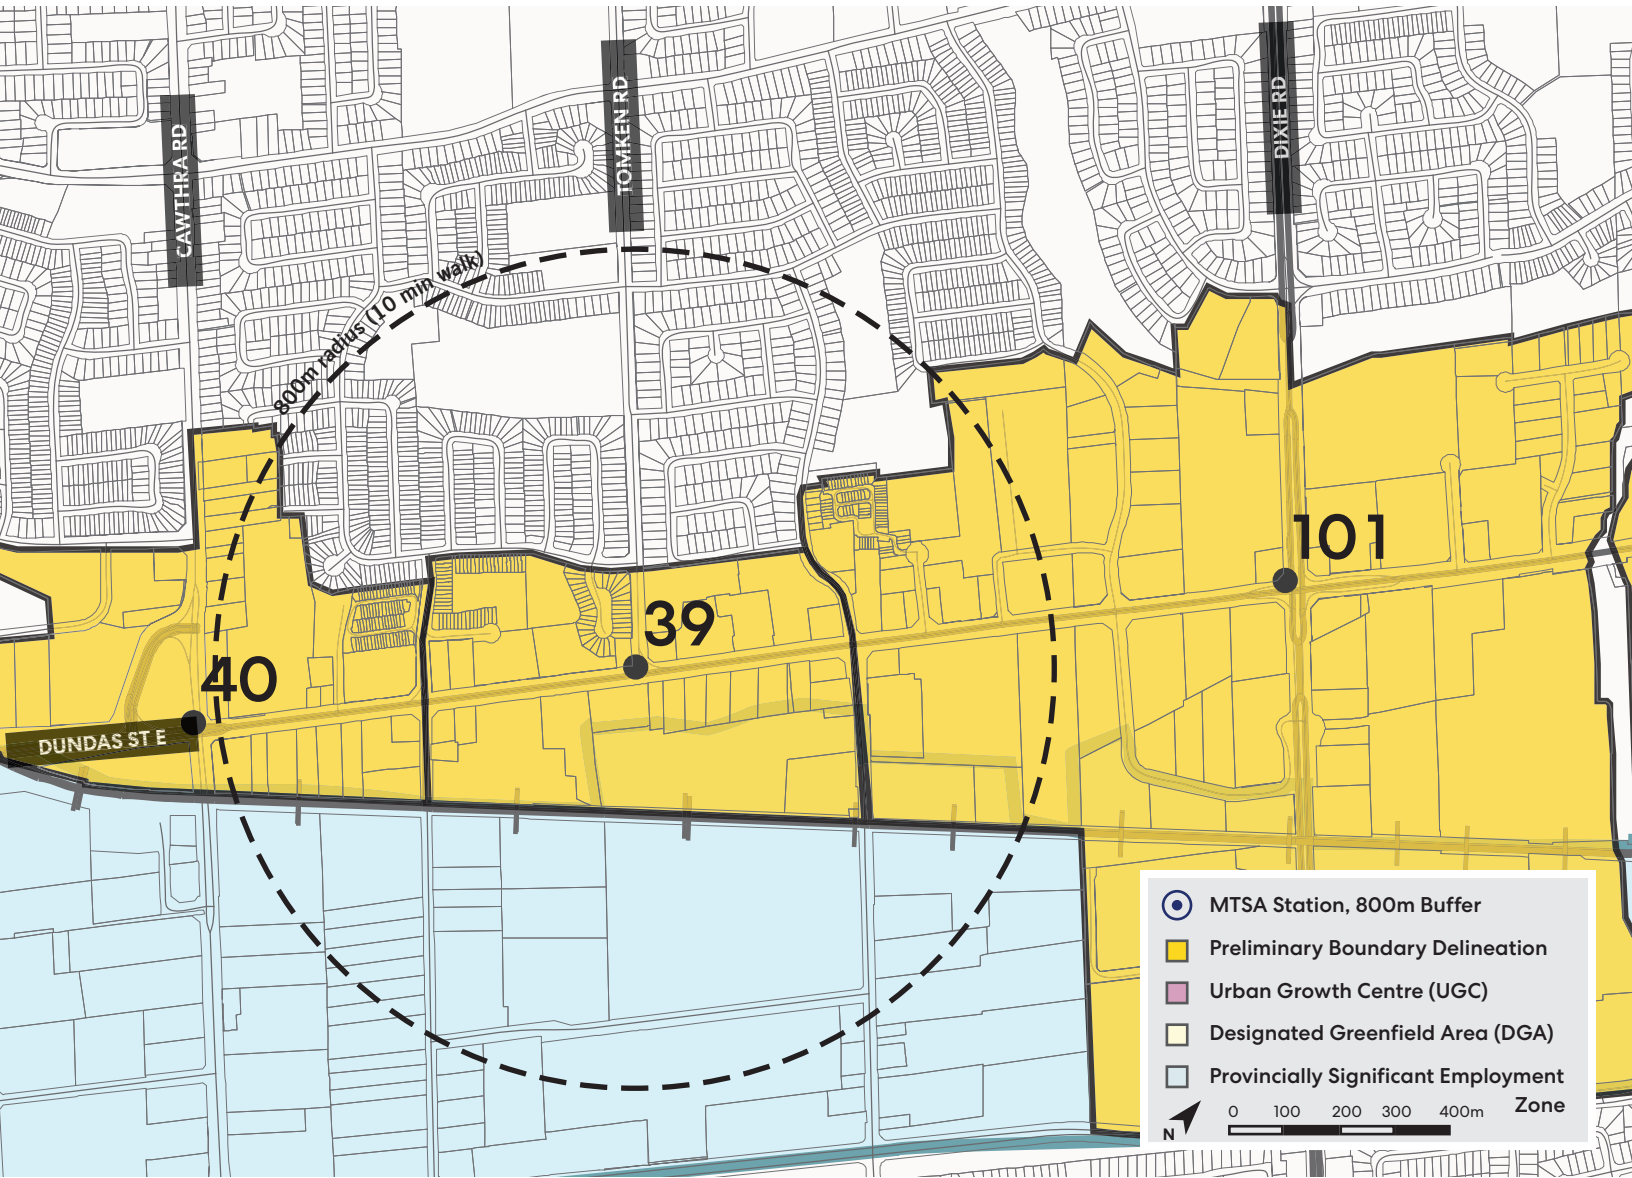 CAWTHRA RD
TOMKEN RD
DIXIE RD
800m radius (10 min walk)
101
39
40
DUNDAS ST E
MTSA Station, 800m Buffer
Preliminary Boundary Delineation
Urban Growth Centre (UGC)
Designated Greenfield Area (DGA)
Provincially Significant Employment
Zone
N
0 100 200 300 400m